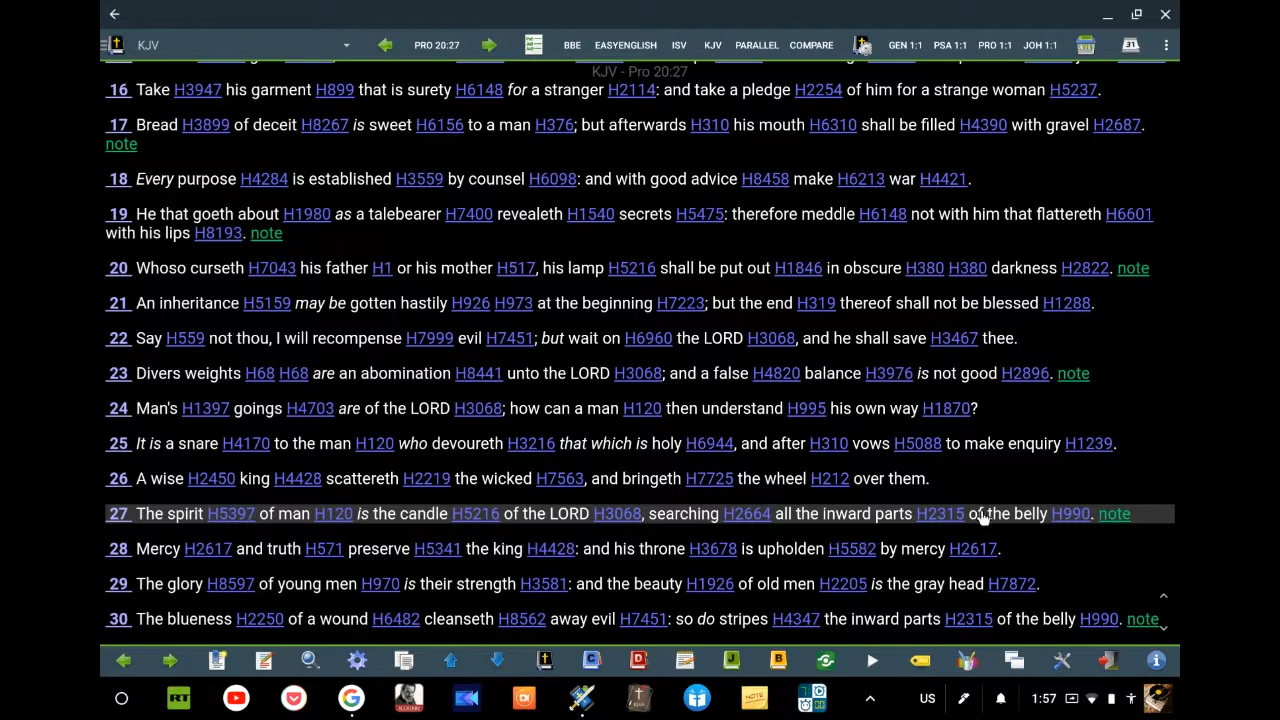 KJV PRO 20:27 BBE EASYENGLISH ISV KJV PARALLEL COMPARE GEN 1:1 PSA 1:1 PRO 1:1 JOH 1:1 31
KJV - Pro 20:27
16 Take H3947 his garment H899 that is surety H6148 for a stranger H2114: and take a pledge H2254 of him for a strange woman H5237.
17 Bread H3899 of deceit H8267 is sweet H6156 to a man H376; but afterwards H310 his mouth H6310 shall be filled H4390 with gravel H2687.
note
18 Every purpose H4284 is established H3559 by counsel H6098: and with good advice H8458 make H6213 war H4421.
19 He that goeth about H1980 as a talebearer H7400 revealeth H1540 secrets H5475: therefore meddle H6148 not with him that flattereth H6601
with his lips H8193. note
20 Whoso curseth H7043 his father H1 or his mother H517, his lamp H5216 shall be put out H1846 in obscure H380 H380 darkness H2822. note
21 An inheritance H5159 may be gotten hastily H926 H973 at the beginning H7223; but the end H319 thereof shall not be blessed H1288.
22 Say H559 not thou, I will recompense H7999 evil H7451; but wait on H6960 the LORD H3068, and he shall save H3467 thee.
23 Divers weights H68 H68 are an abomination H8441 unto the LORD H3068; and a false H4820 balance H3976 is not good H2896. note
24 Man's H1397 goings H4703 are of the LORD H3068; how can a man H120 then understand H995 his own way H1870?
25 It is a snare H4170 to the man H120 who devoureth H3216 that which is holy H6944, and after H310 vows H5088 to make enquiry H1239.
26 A wise H2450 king H4428 scattereth H2219 the wicked H7563, and bringeth H7725 the wheel H212 over them.
27 The spirit H5397 of man H120 is the candle H5216 of the LORD H3068, searching H2664 all the inward parts H2315 of the belly H990. note
28 Mercy H2617 and truth H571 preserve H5341 the king H4428: and his throne H3678 is upholden H5582 by mercy H2617.
29 The glory H8597 of young men H970 is their strength H3581: and the beauty H1926 of old men H2205 is the gray head H7872.
30 The blueness H2250 of a wound H6482 cleanseth H8562 away evil H7451: so do stripes H4347 the inward parts H2315 of the belly H990. note
C D J B
RT G SCOURBY NOTE US 1:57